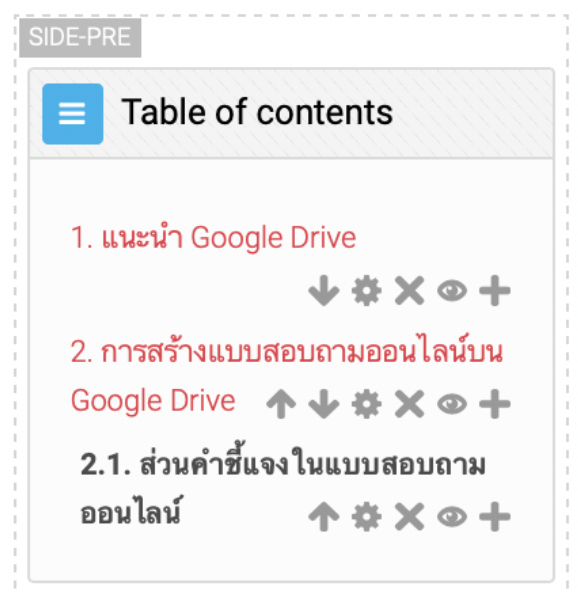 SIDE-PRE
Table of contents
1. แนะนำ Google Drive
2. การสร้างแบบสอบถามออนไลน์บน
Google Drive
2.1. ส่วนคำชี้แจงในแบบสอบถาม
ออนไลน์